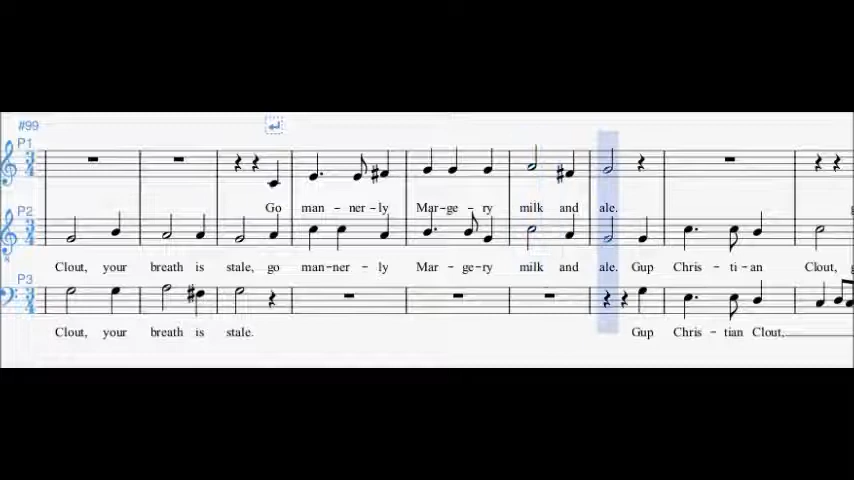 #99
P1
Go man - ner - ly Mar - ge - ry milk and ale.
P2
Clout, your breath is stale, go man - ner - ly Mar - ge - ry milk and ale. Gup Chris - ti - an Clout,
P3
Clout, your breath is stale. Gup Chris - tian Clout,